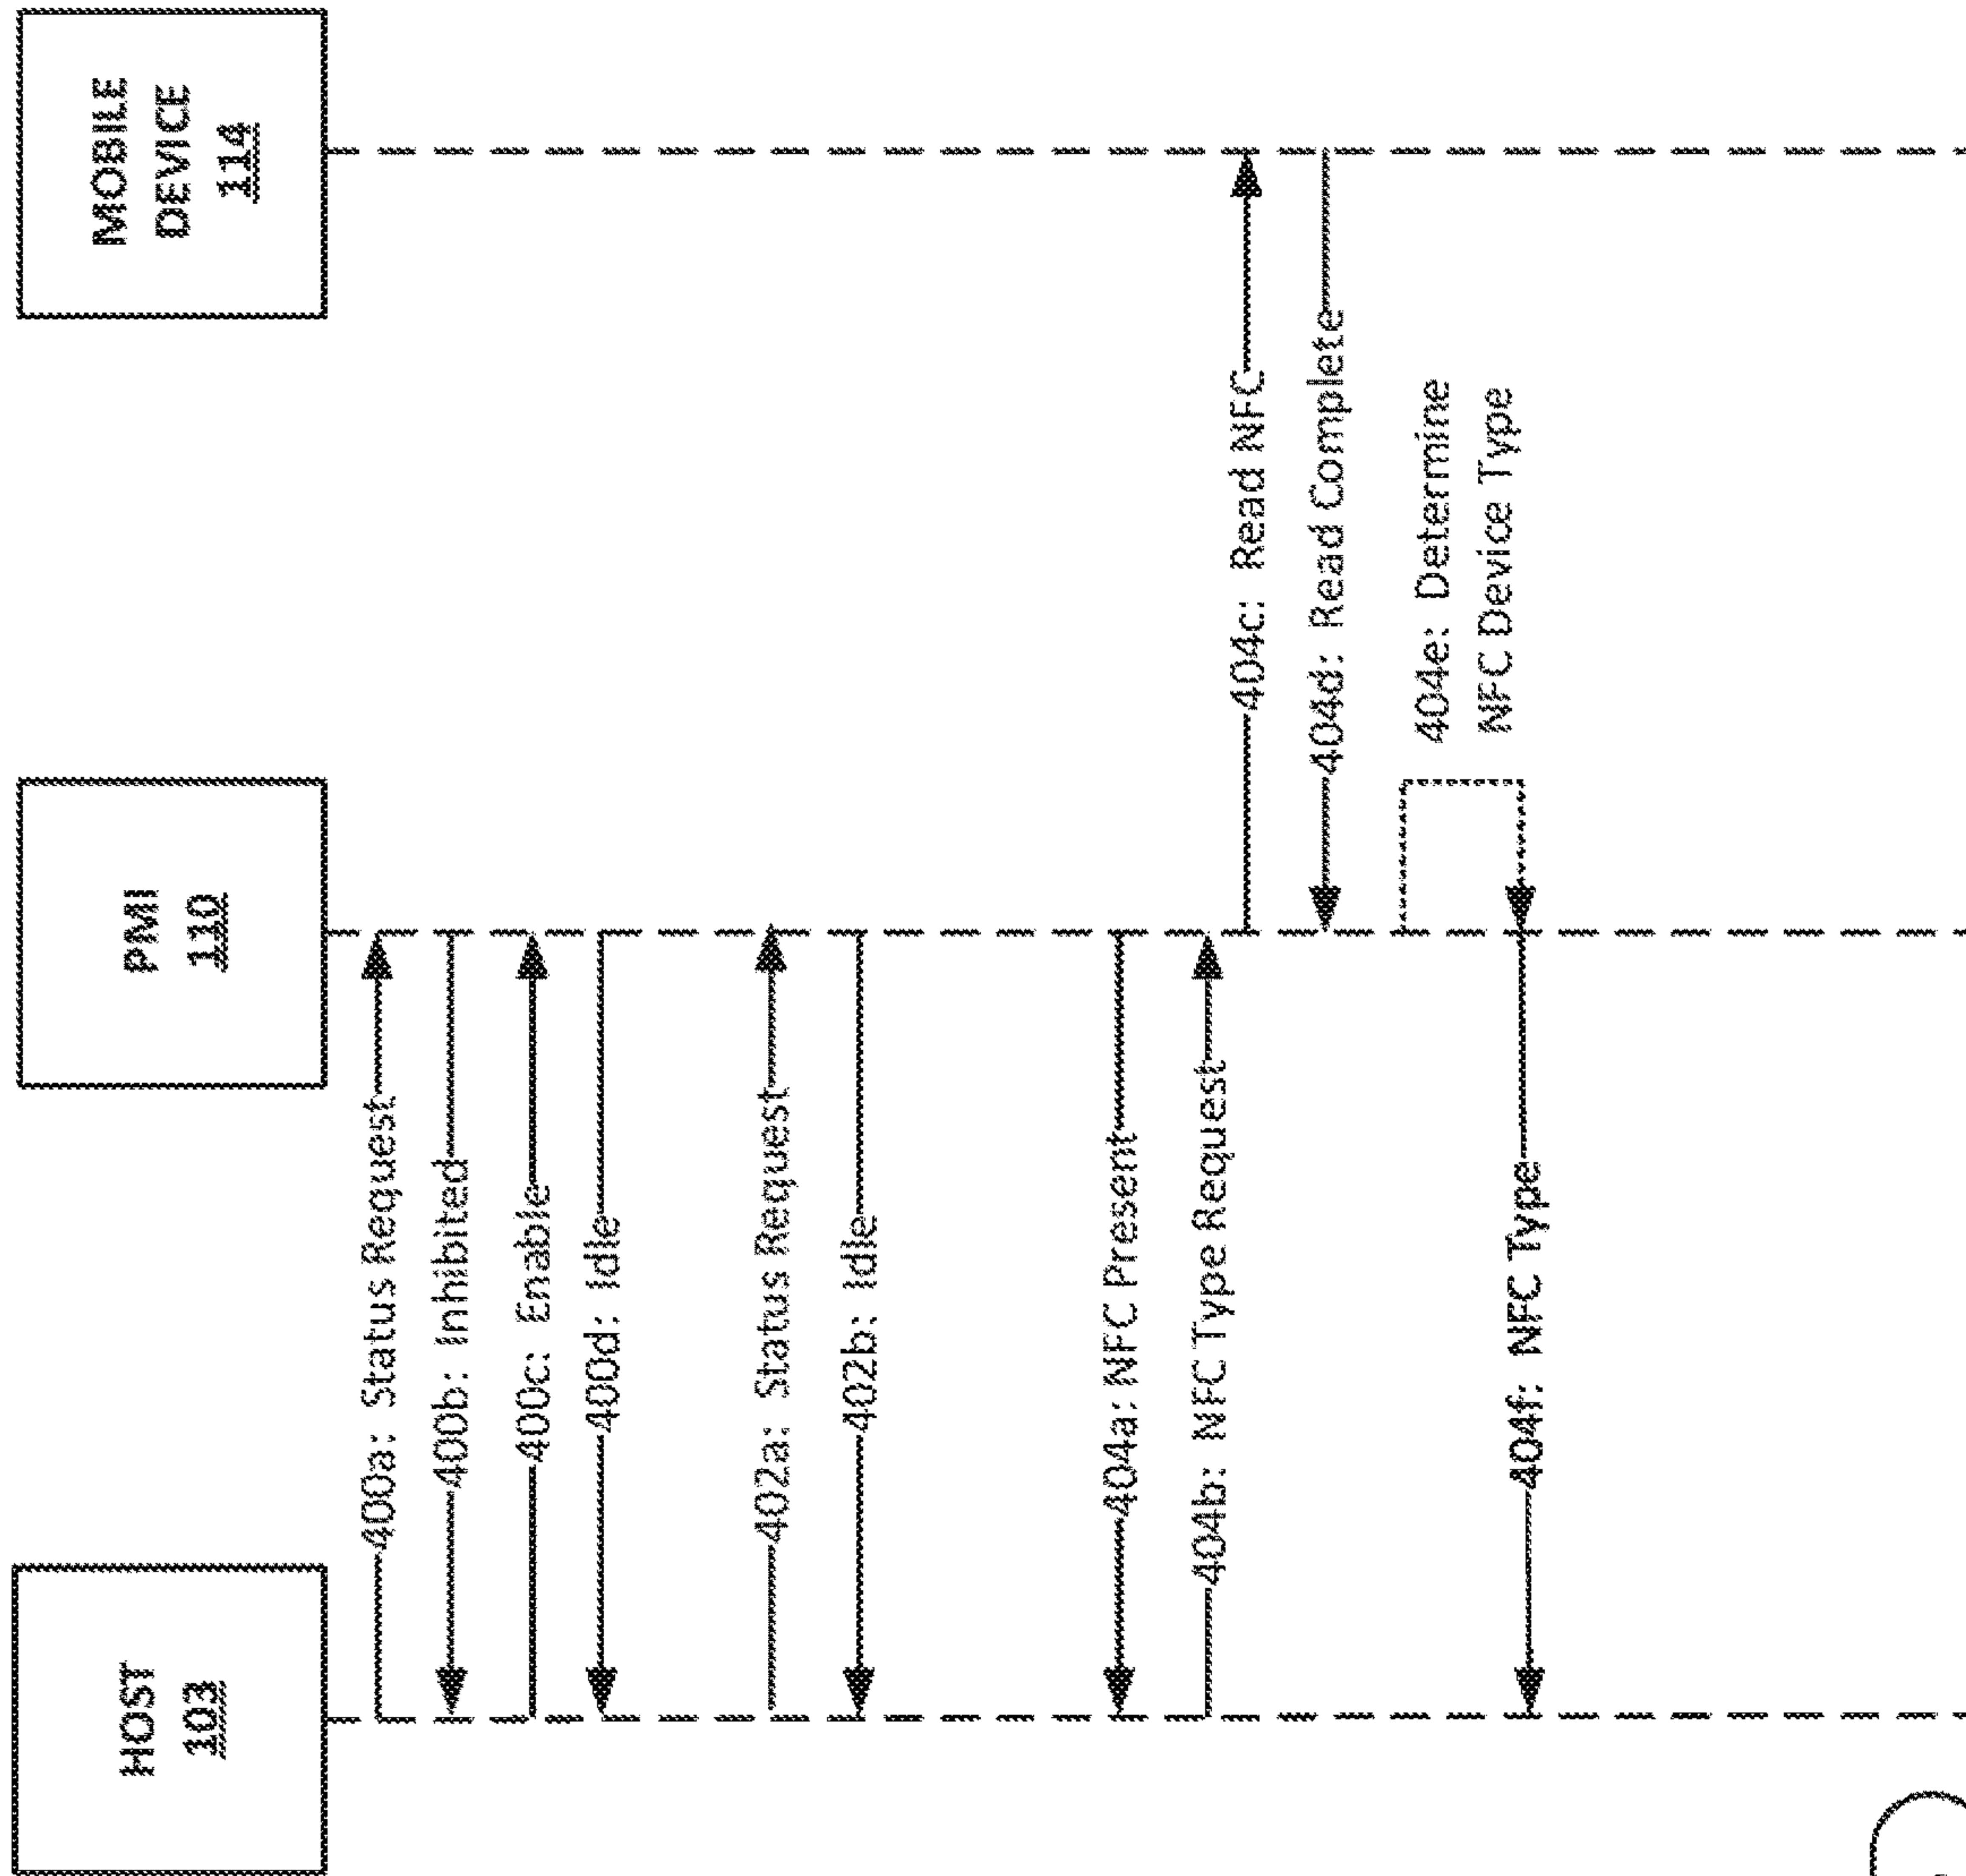 HOST
103
PMI
110
MOBILE
DEVICE
114
400a: Status Request
400b: Inhibited
400c: Enable
400d: Idle
402a: Status Request
402b: Idle
404a: NFC Present
404b: NFC Type Request
404c: Read NFC
404d: Read Complete
404e: Determine
NFC Device Type
404f: NFC Type